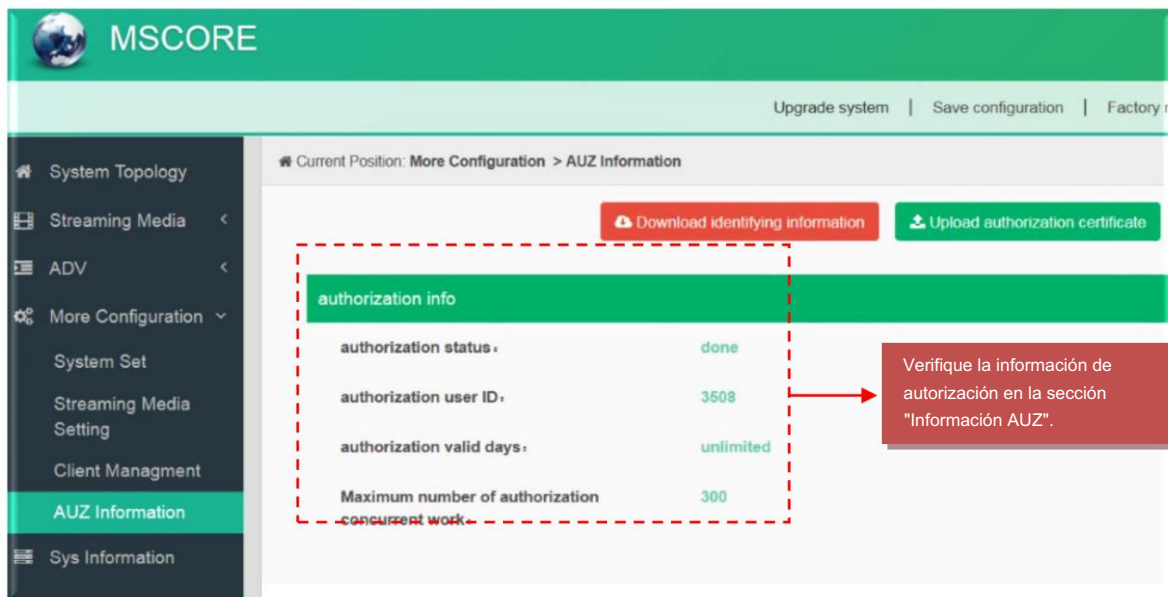 MSCORE
Upgrade system | Save configuration | Factory
Current Position: More Configuration > AUZ Information
System Topology
Streaming Media
ADV
More Configuration
System Set
Streaming Media
Setting
Client Managment
AUZ Information
Sys Information
Download identifying information
Upload authorization certificate
authorization info
authorization status: done
authorization user ID: 3508
authorization valid days: unlimited
Maximum number of authorization 300
concurrent work:
Verifique la información de
autorización en la sección
"Información AUZ".